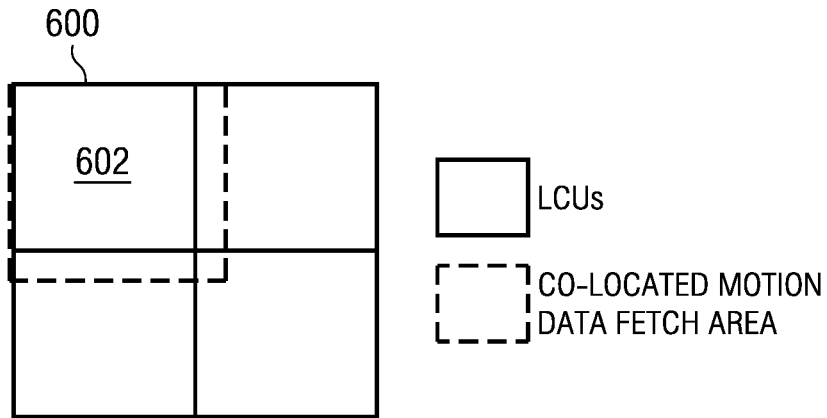 600
602
LCUs
CO-LOCATED MOTION
DATA FETCH AREA